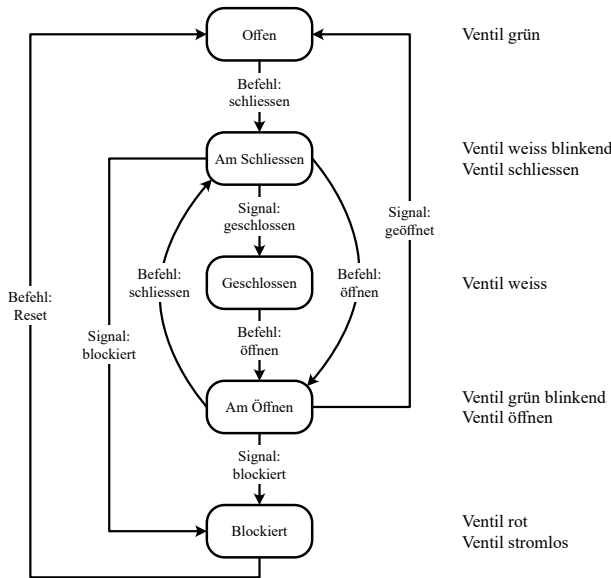 Offen
Ventil grün
Befehl:
schliessen
Am Schliessen
Ventil weiss blinkend
Ventil schliessen
Signal:
geschlossen
Signal:
geöffnet
Befehl:
schliessen
Geschlossen
Befehl:
öffnen
Ventil weiss
Befehl:
Reset
Signal:
blockiert
Befehl:
öffnen
Am Öffnen
Ventil grün blinkend
Ventil öffnen
Signal:
blockiert
Blockiert
Ventil rot
Ventil stromlos